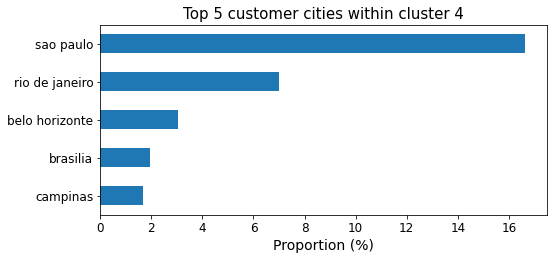 Top 5 customer cities within cluster 4
sao paulo
rio de janeiro
belo horizonte
brasilia
campinas
0 2 4 6 8 10 12 14 16
Proportion (%)